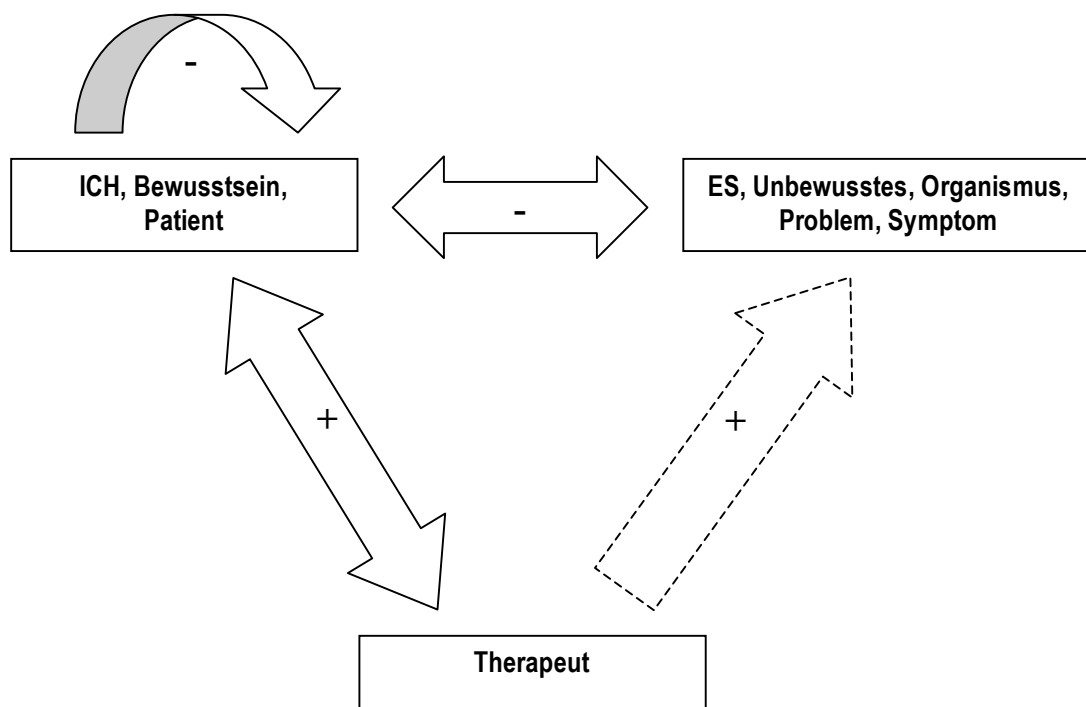 -
ICH, Bewusstsein,
Patient
-
ES, Unbewusstes, Organismus,
Problem, Symptom
+
+
Therapeut